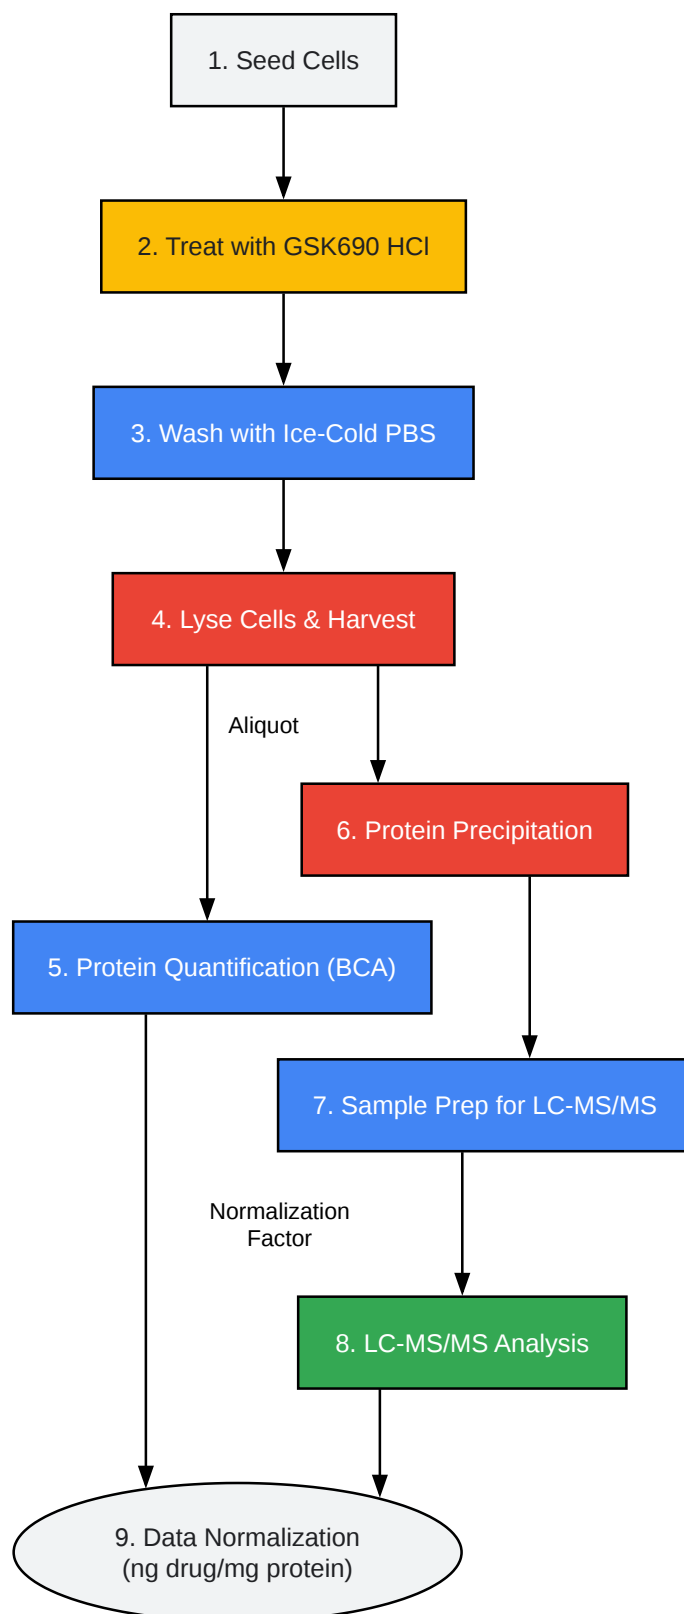 1. Seed Cells
2. Treat with GSK690 HCl
3. Wash with Ice-Cold PBS
4. Lyse Cells & Harvest
Aliquot
6. Protein Precipitation
5. Protein Quantification (BCA)
7. Sample Prep for LC-MS/MS
Normalization
Factor
8. LC-MS/MS Analysis
9. Data Normalization
(ng drug/mg protein)